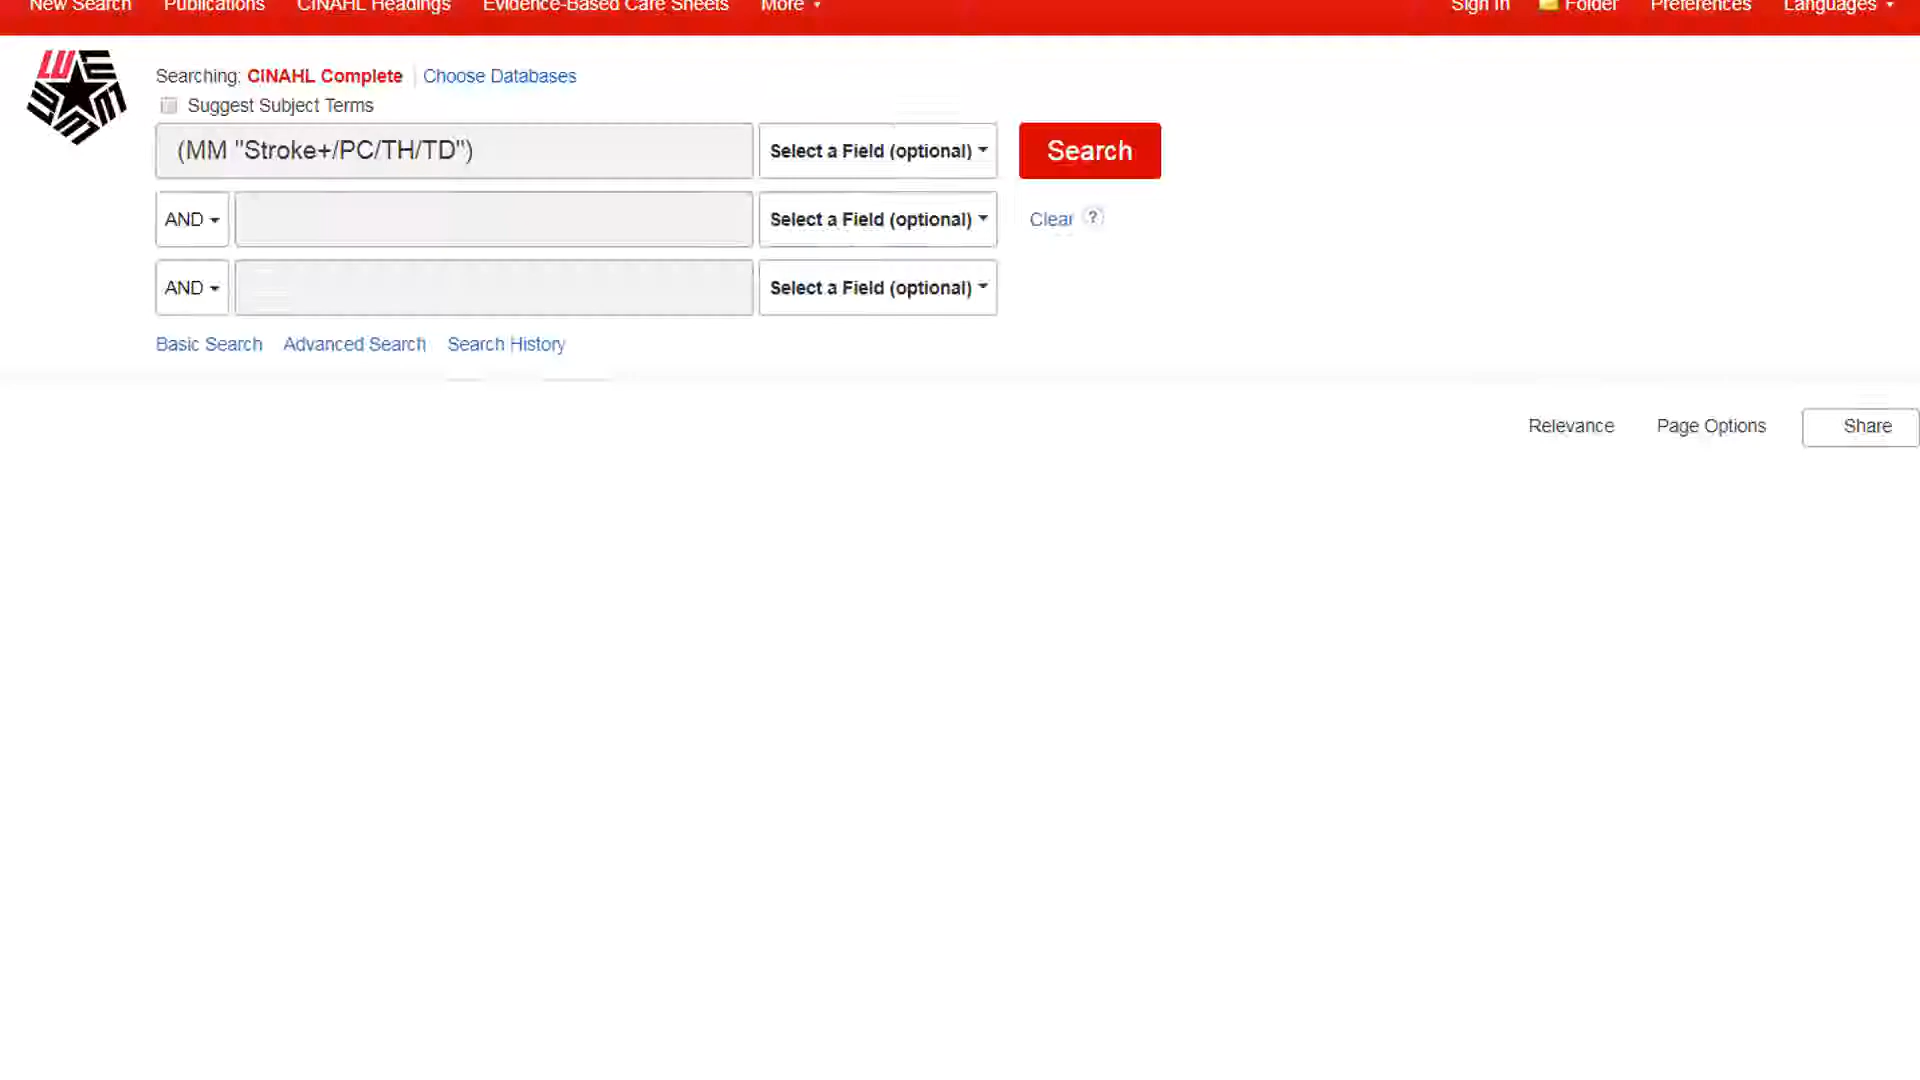 New Search Publications CINAHL Headings Evidence-Based Care Sheets More Sign In Folder Preferences Languages
Searching: CINAHL Complete Choose Databases
Suggest Subject Terms
(MM "Stroke+/PC/TH/TD") Select a Field (optional) Search
AND Select a Field (optional) Clear ?
AND Select a Field (optional)
Basic Search Advanced Search Search History
Relevance Page Options Share